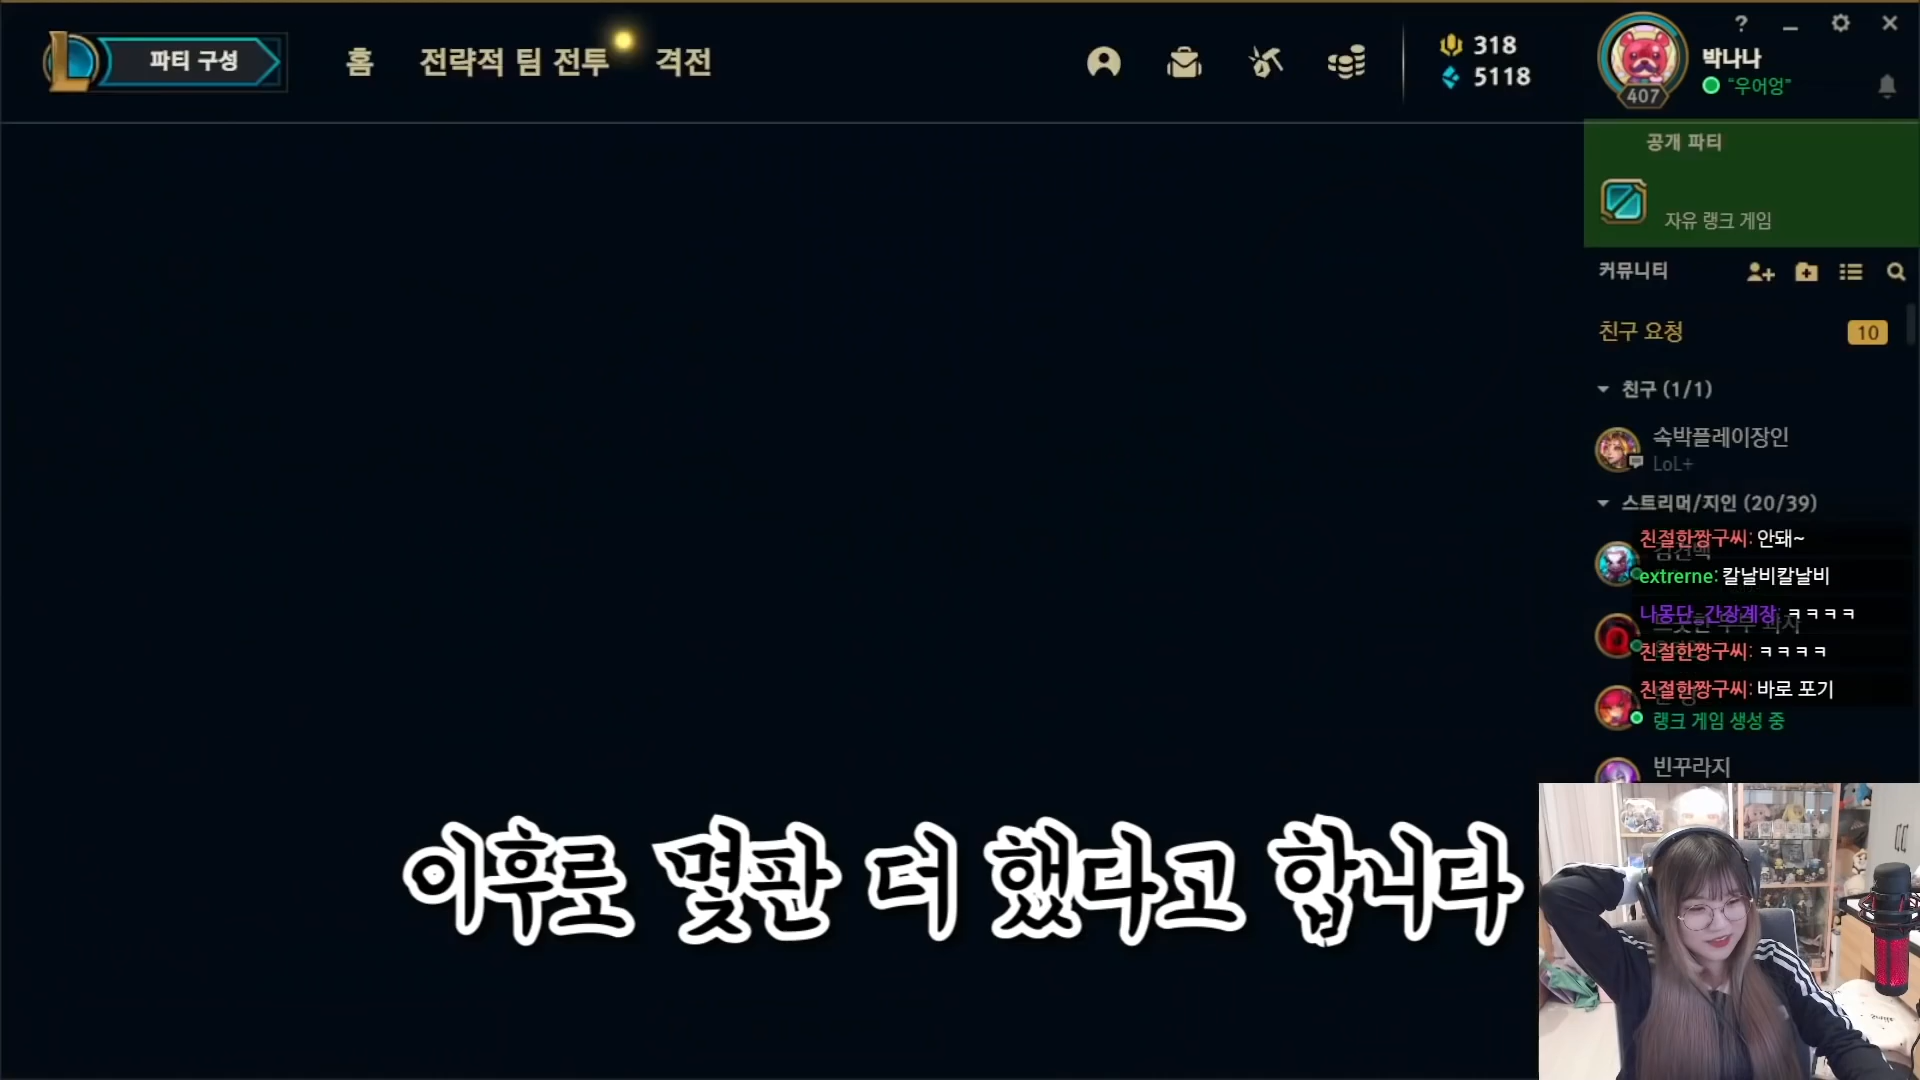 파티 구성
홈
전략적 팀 전투
격전
318
5118
?
407
박나나
“우어엉”
공개 파티
자유 랭크 게임
커뮤니티
친구 요청
10
친구 (1/1)
속박플레이장인
LoL+
스트리머/지인 (20/39)
친절한짱구씨: 안돼~
extrerne: 칼날비칼날비
나몽단_간장계장: ㅋㅋㅋㅋ
친절한짱구씨: ㅋㅋㅋㅋ
친절한짱구씨: 바로 포기
랭크 게임 생성 중
빈꾸라지
이후로 몇판 더 했다고 합니다